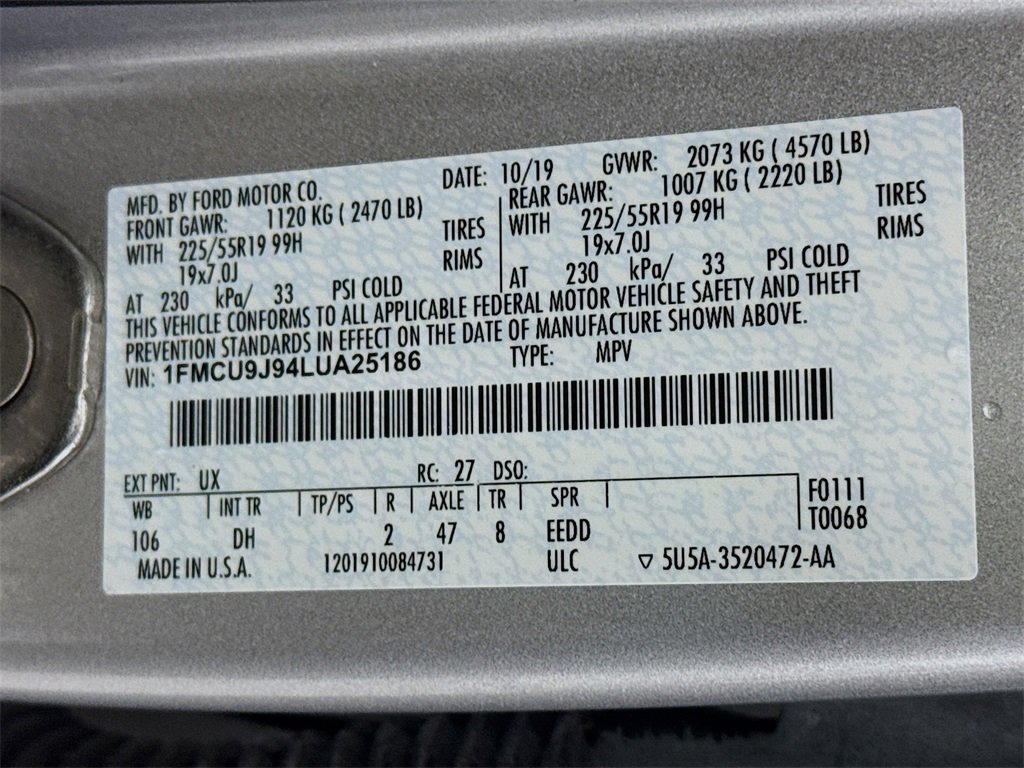 MFD. BY FORD MOTOR CO. DATE: 10/19 GVWR: 2073 KG ( 4570 LB)
FRONT GAWR: 1120 KG ( 2470 LB) REAR GAWR: 1007 KG ( 2220 LB)
WITH 225/55R19 99H TIRES WITH 225/55R19 99H TIRES
19x7.0J RIMS 19x7.0J RIMS
AT 230 kPa/ 33 PSI COLD AT 230 kPa/ 33 PSI COLD
THIS VEHICLE CONFORMS TO ALL APPLICABLE FEDERAL MOTOR VEHICLE SAFETY AND THEFT
PREVENTION STANDARDS IN EFFECT ON THE DATE OF MANUFACTURE SHOWN ABOVE.
VIN: 1FMCU9J94LUA25186 TYPE: MPV
EXT PNT: UX RC: 27 DSO:
WB INT TR TP/PS R AXLE TR SPR F0111
106 DH 2 47 8 EEDD T0068
MADE IN U.S.A. 1201910084731 ULC ▽ 5U5A-3520472-AA